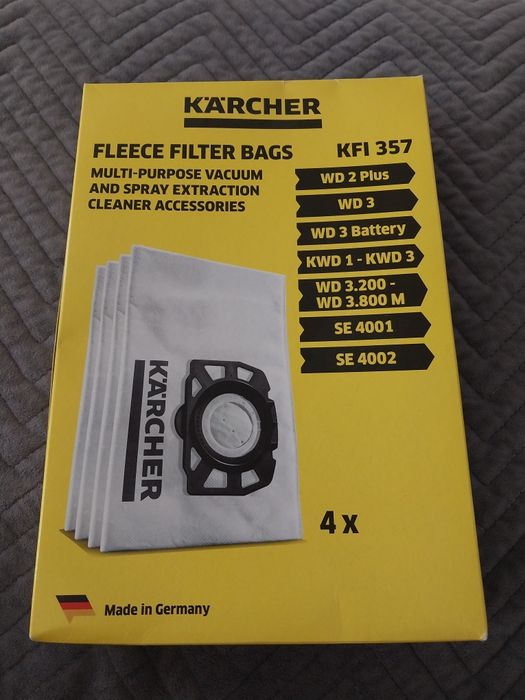 KÄRCHER
FLEECE FILTER BAGS
MULTI-PURPOSE VACUUM
AND SPRAY EXTRACTION
CLEANER ACCESSORIES
KFI 357
WD 2 Plus
WD 3
WD 3 Battery
KWD 1 - KWD 3
WD 3.200 -
WD 3.800 M
SE 4001
SE 4002
KÄRCHER
4 x
Made in Germany